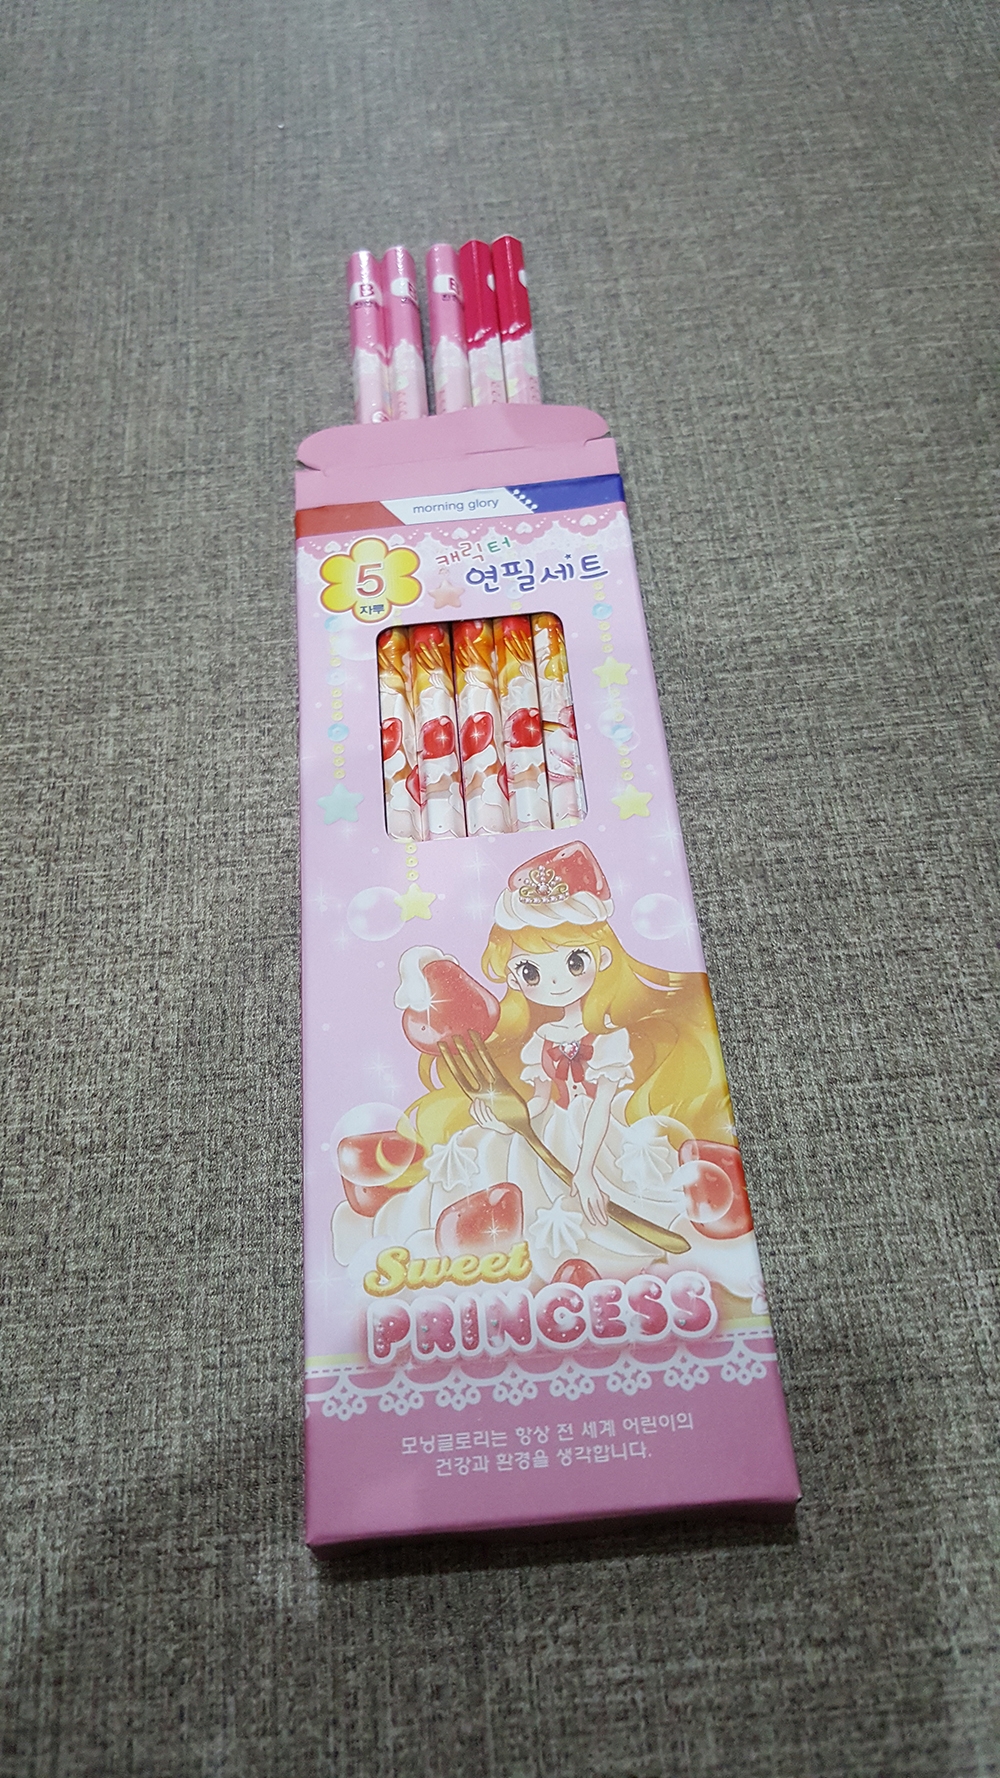 B
B
morning glory
5
자루
캐릭터
연필세트
Sweet
PRINCESS
모닝글로리는 항상 전 세계 어린이의
건강과 환경을 생각합니다.